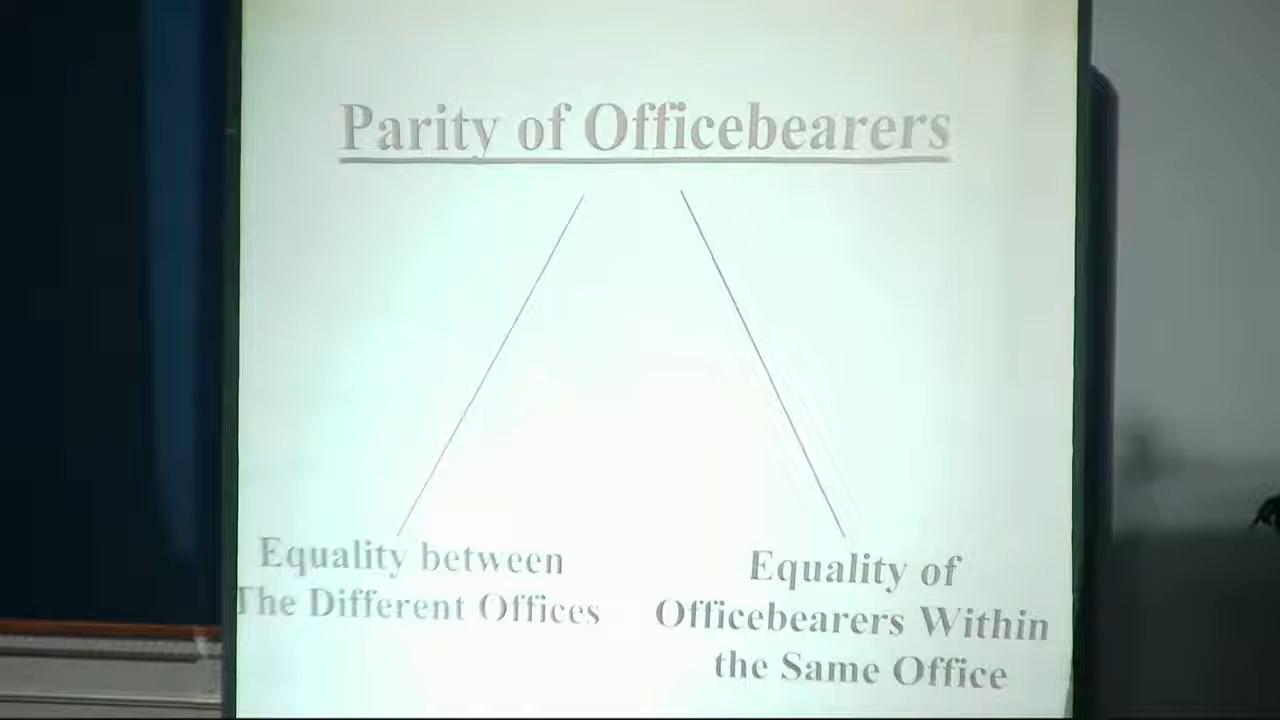 Parity of Officebearers
Equality between
The Different Offices
Equality of
Officebearers Within
the Same Office